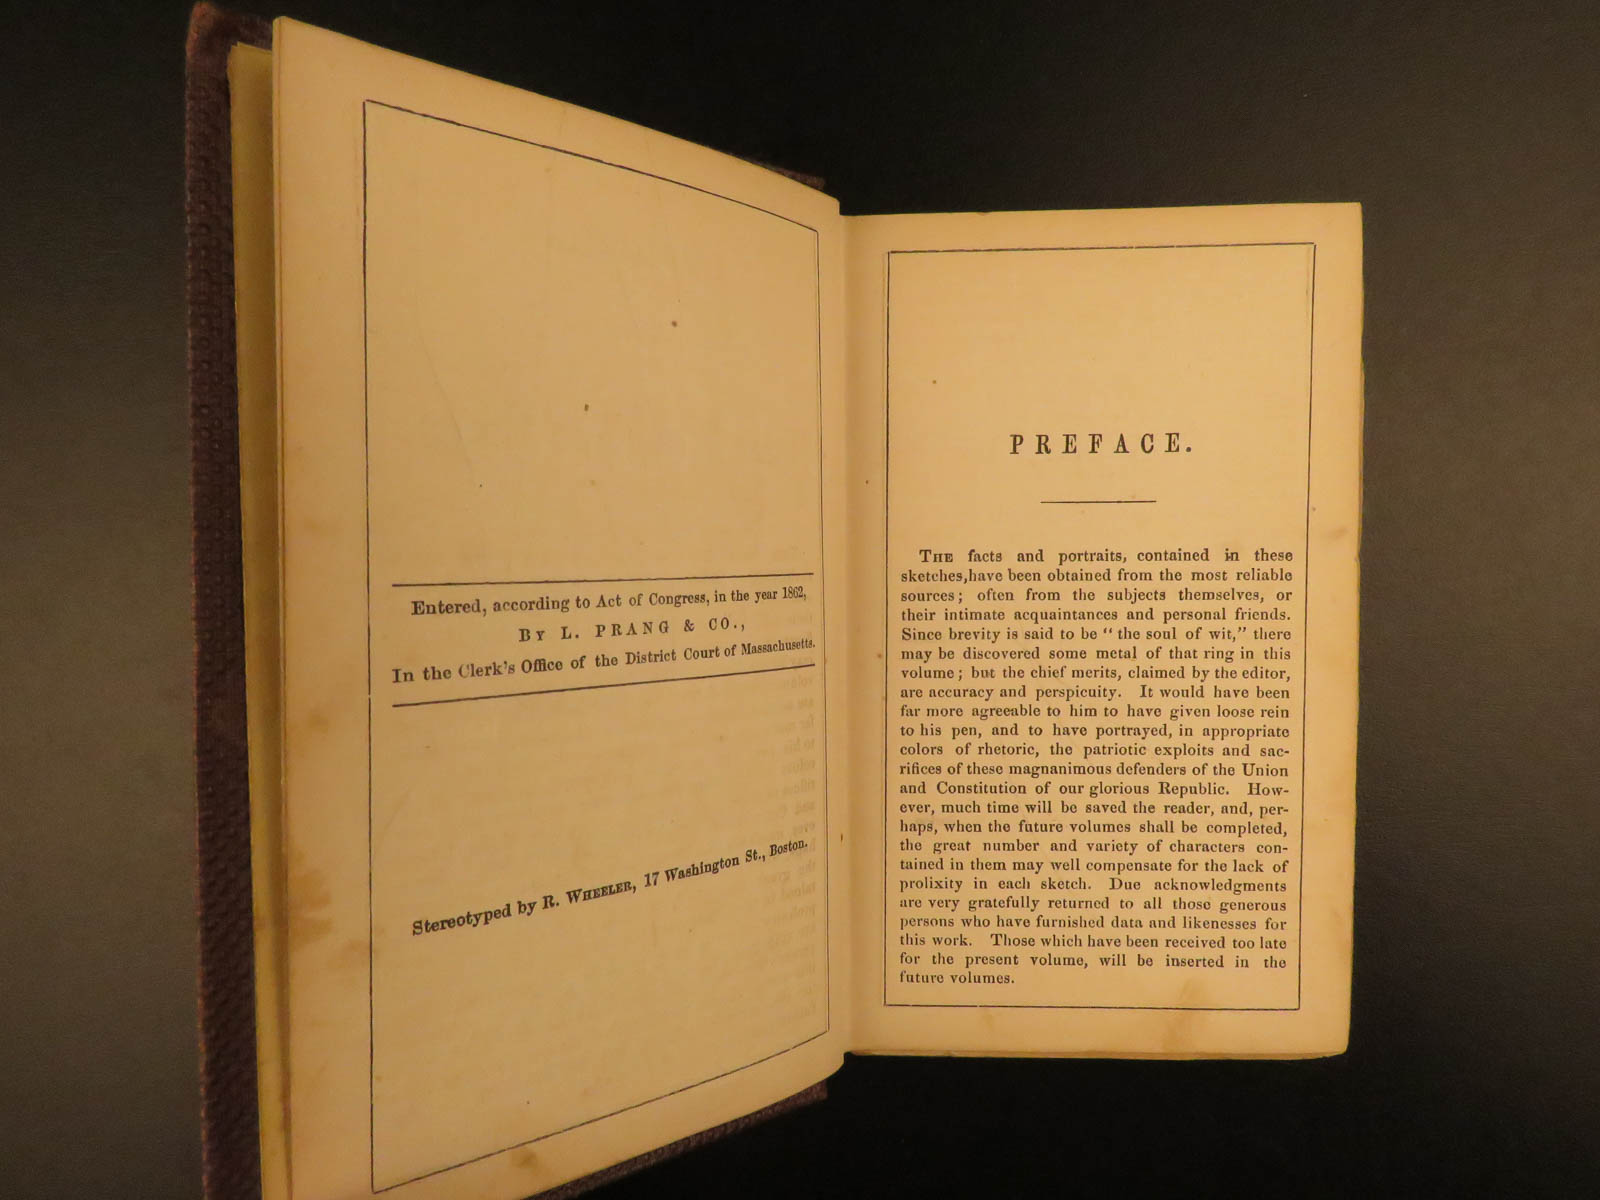 Entered, according to Act of Congress, in the year 1862,
BY L. PRANG & CO.,
In the Clerk's Office of the District Court of Massachusetts.
Stereotyped by R. WHEELER, 17 Washington St., Boston.
PREFACE.
THE facts and portraits, contained in these
sketches,have been obtained from the most reliable
sources; often from the subjects themselves, or
their intimate acquaintances and personal friends.
Since brevity is said to be "the soul of wit," there
may be discovered some metal of that ring in this
volume; but the chief merits, claimed by the editor,
are accuracy and perspicuity. It would have been
far more agreeable to him to have given loose rein
to his pen, and to have portrayed, in appropriate
colors of rhetoric, the patriotic exploits and sac-
rifices of these magnanimous defenders of the Union
and Constitution of our glorious Republic. How-
ever, much time will be saved the reader, and, per-
haps, when the future volumes shall be completed,
the great number and variety of characters con-
tained in them may well compensate for the lack of
prolixity in each sketch. Due acknowledgments
are very gratefully returned to all those generous
persons who have furnished data and likenesses for
this work. Those which have been received too late
for the present volume, will be inserted in the
future volumes.